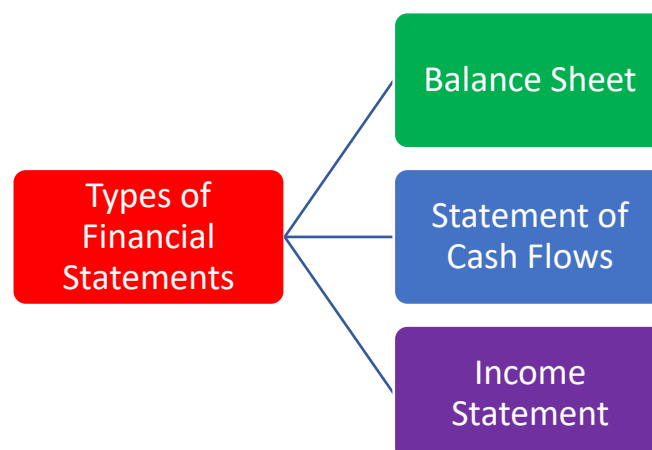 Balance Sheet
Types of
Financial
Statements
Statement of
Cash Flows
Income
Statement